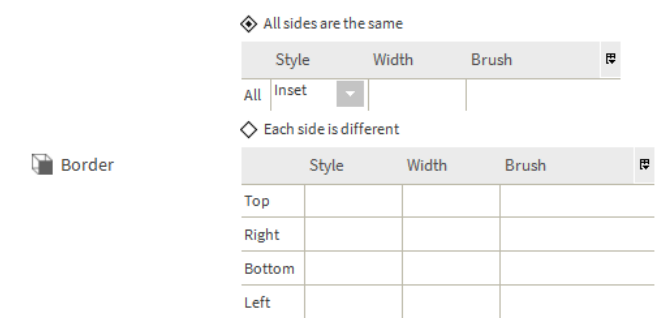 All sides are the same
Style Width Brush
All Inset
Each side is different
Border
Style Width Brush
Top
Right
Bottom
Left